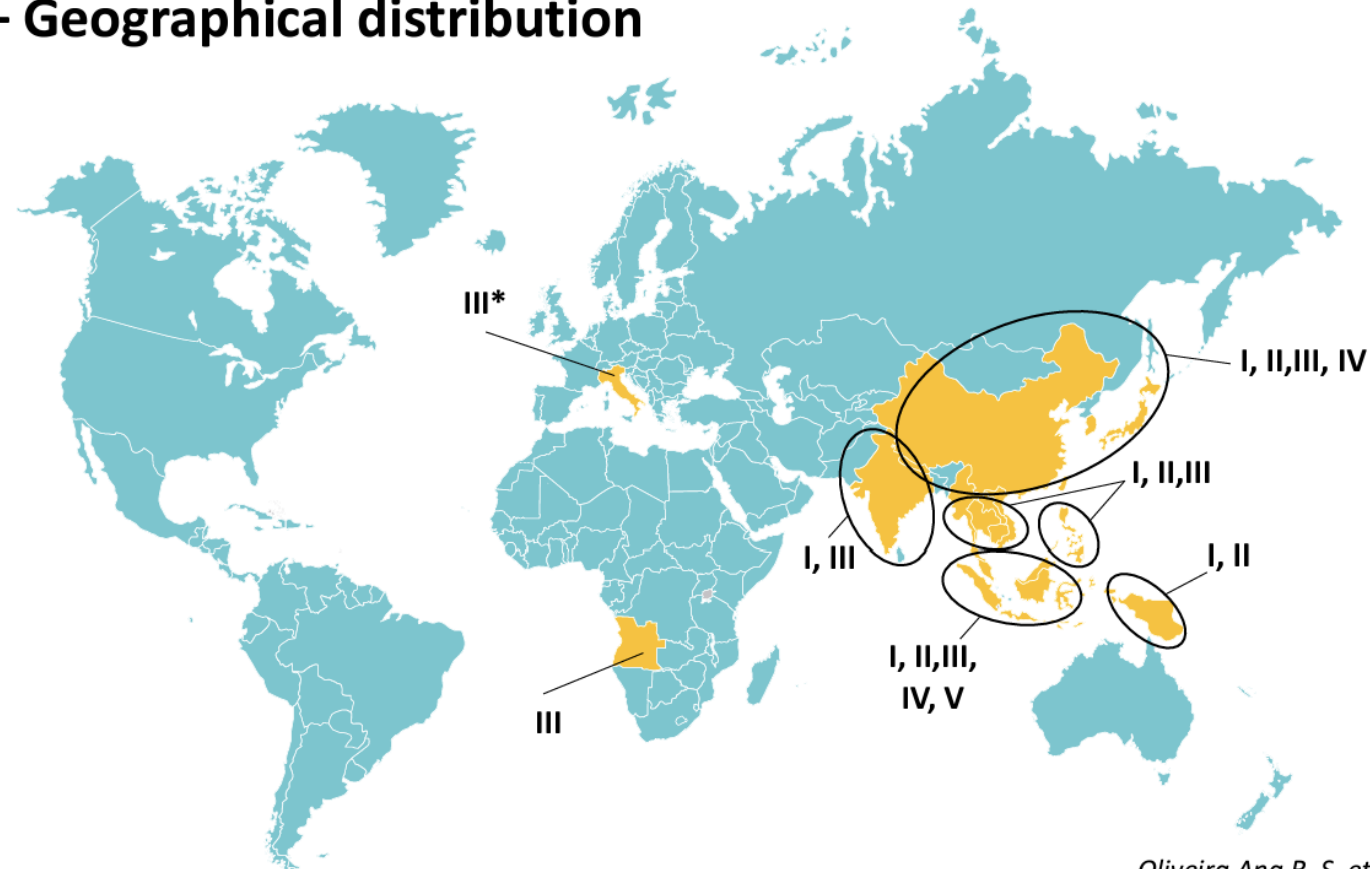 - Geographical distribution
III*
I, II,III, IV
I, II,III
I, III
I, II
I, II,III,
IV, V
III